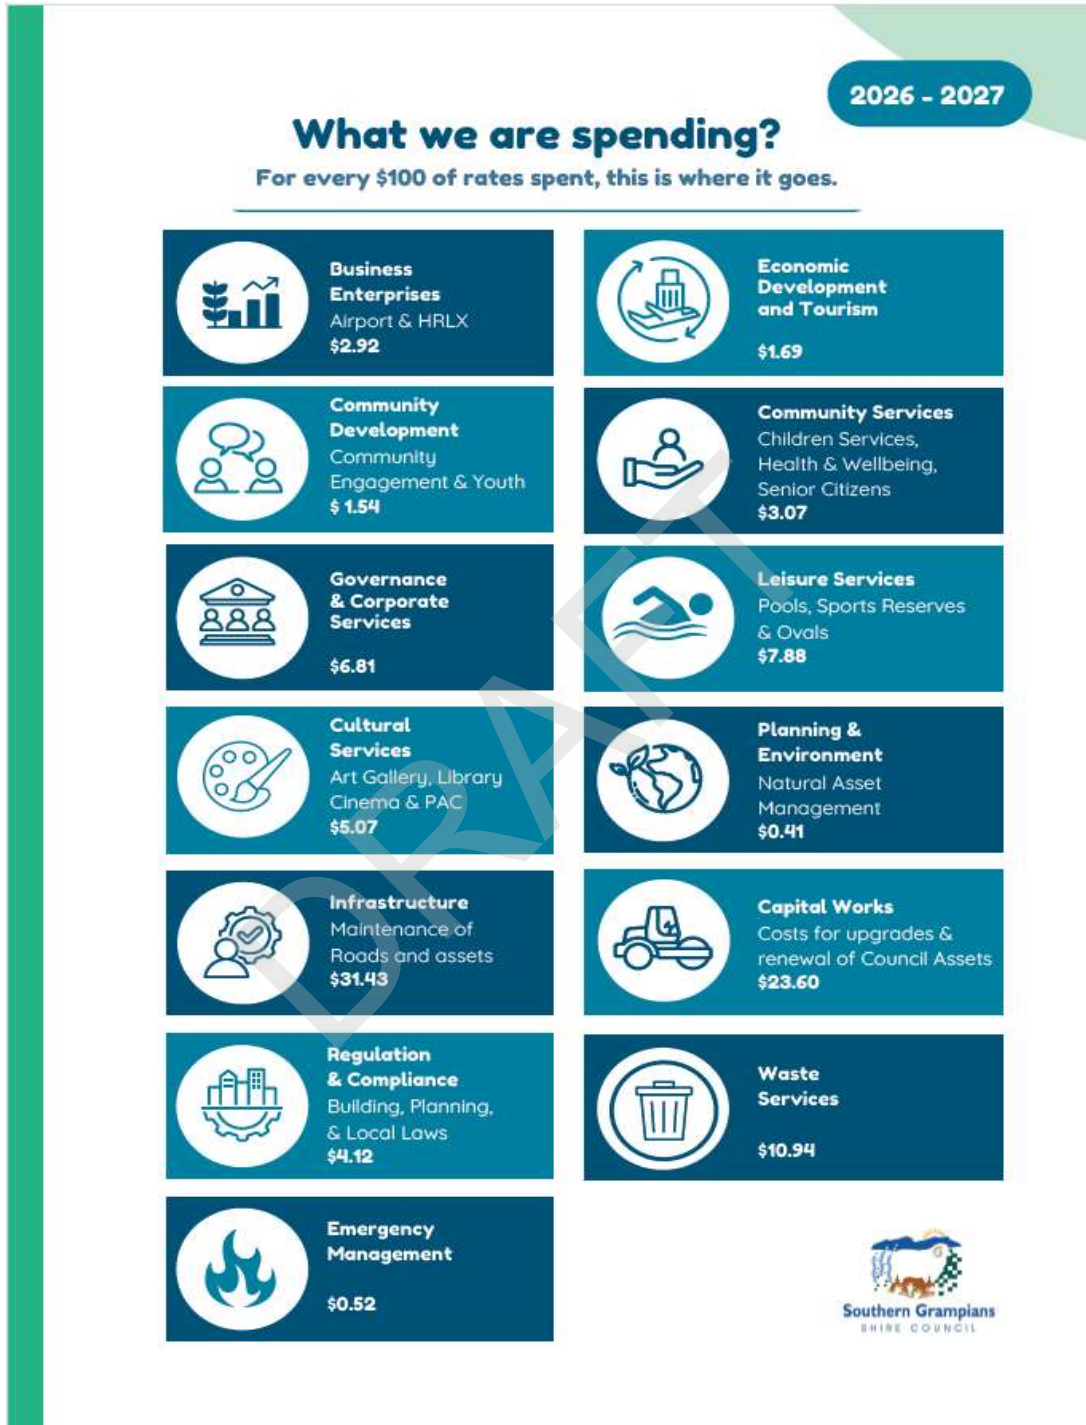 2026 - 2027
What we are spending?
For every $100 of rates spent, this is where it goes.
Business
Enterprises
Airport & HRLX
$2.92
Economic
Development
and Tourism
$1.69
Community
Development
Community
Engagement & Youth
$ 1.54
Community Services
Children Services,
Health & Wellbeing,
Senior Citizens
$3.07
Governance
& Corporate
Services
$6.81
Leisure Services
Pools, Sports Reserves
& Ovals
$7.88
Cultural
Services
Art Gallery, Library
Cinema & PAC
$5.07
Planning &
Environment
Natural Asset
Management
$0.41
Infrastructure
Maintenance of
Roads and assets
$31.43
Capital Works
Costs for upgrades &
renewal of Council Assets
$23.60
Regulation
& Compliance
Building, Planning,
& Local Laws
$4.12
Waste
Services
$10.94
Emergency
Management
$0.52
Southern Grampians
SHIRE COUNCIL
DRAFT